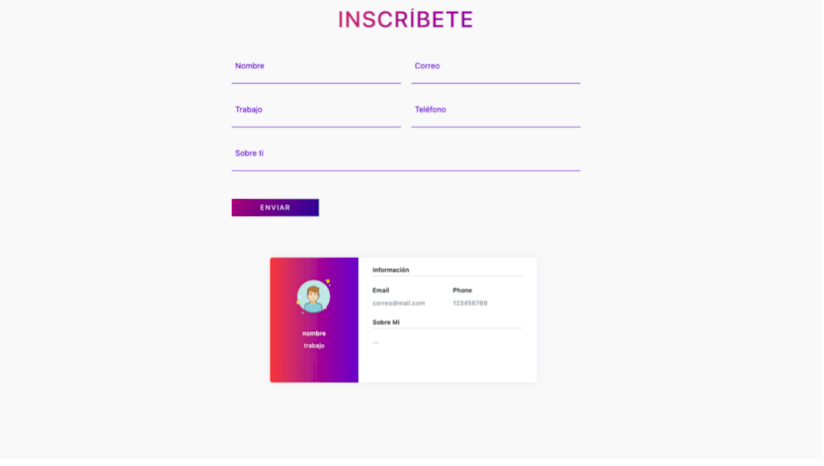 INSCRÍBETE
Nombre Correo
Trabajo Teléfono
Sobre ti
ENVIAR
Información
Email Phone
correo@mail.com 123456789
Sobre Mi
...
nombre
trabajo